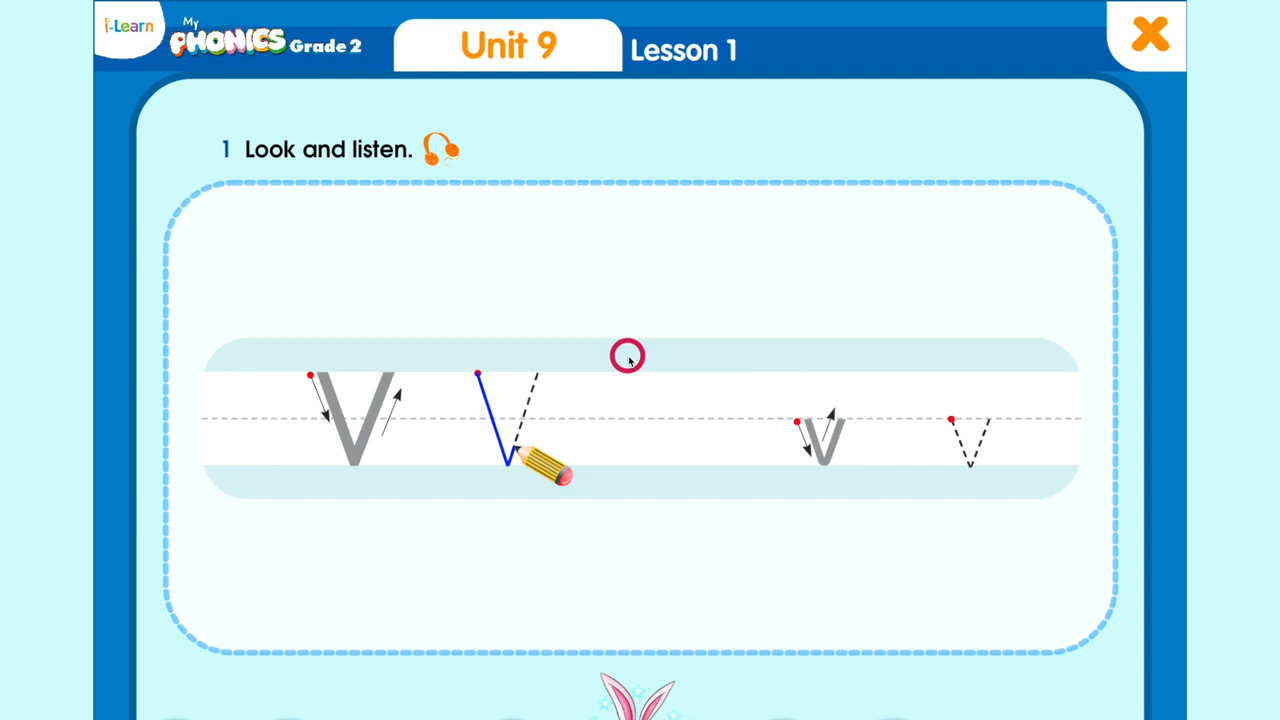 i-Learn
My
PHONICS Grade 2
Unit 9
Lesson 1
1 Look and listen.
V V v v